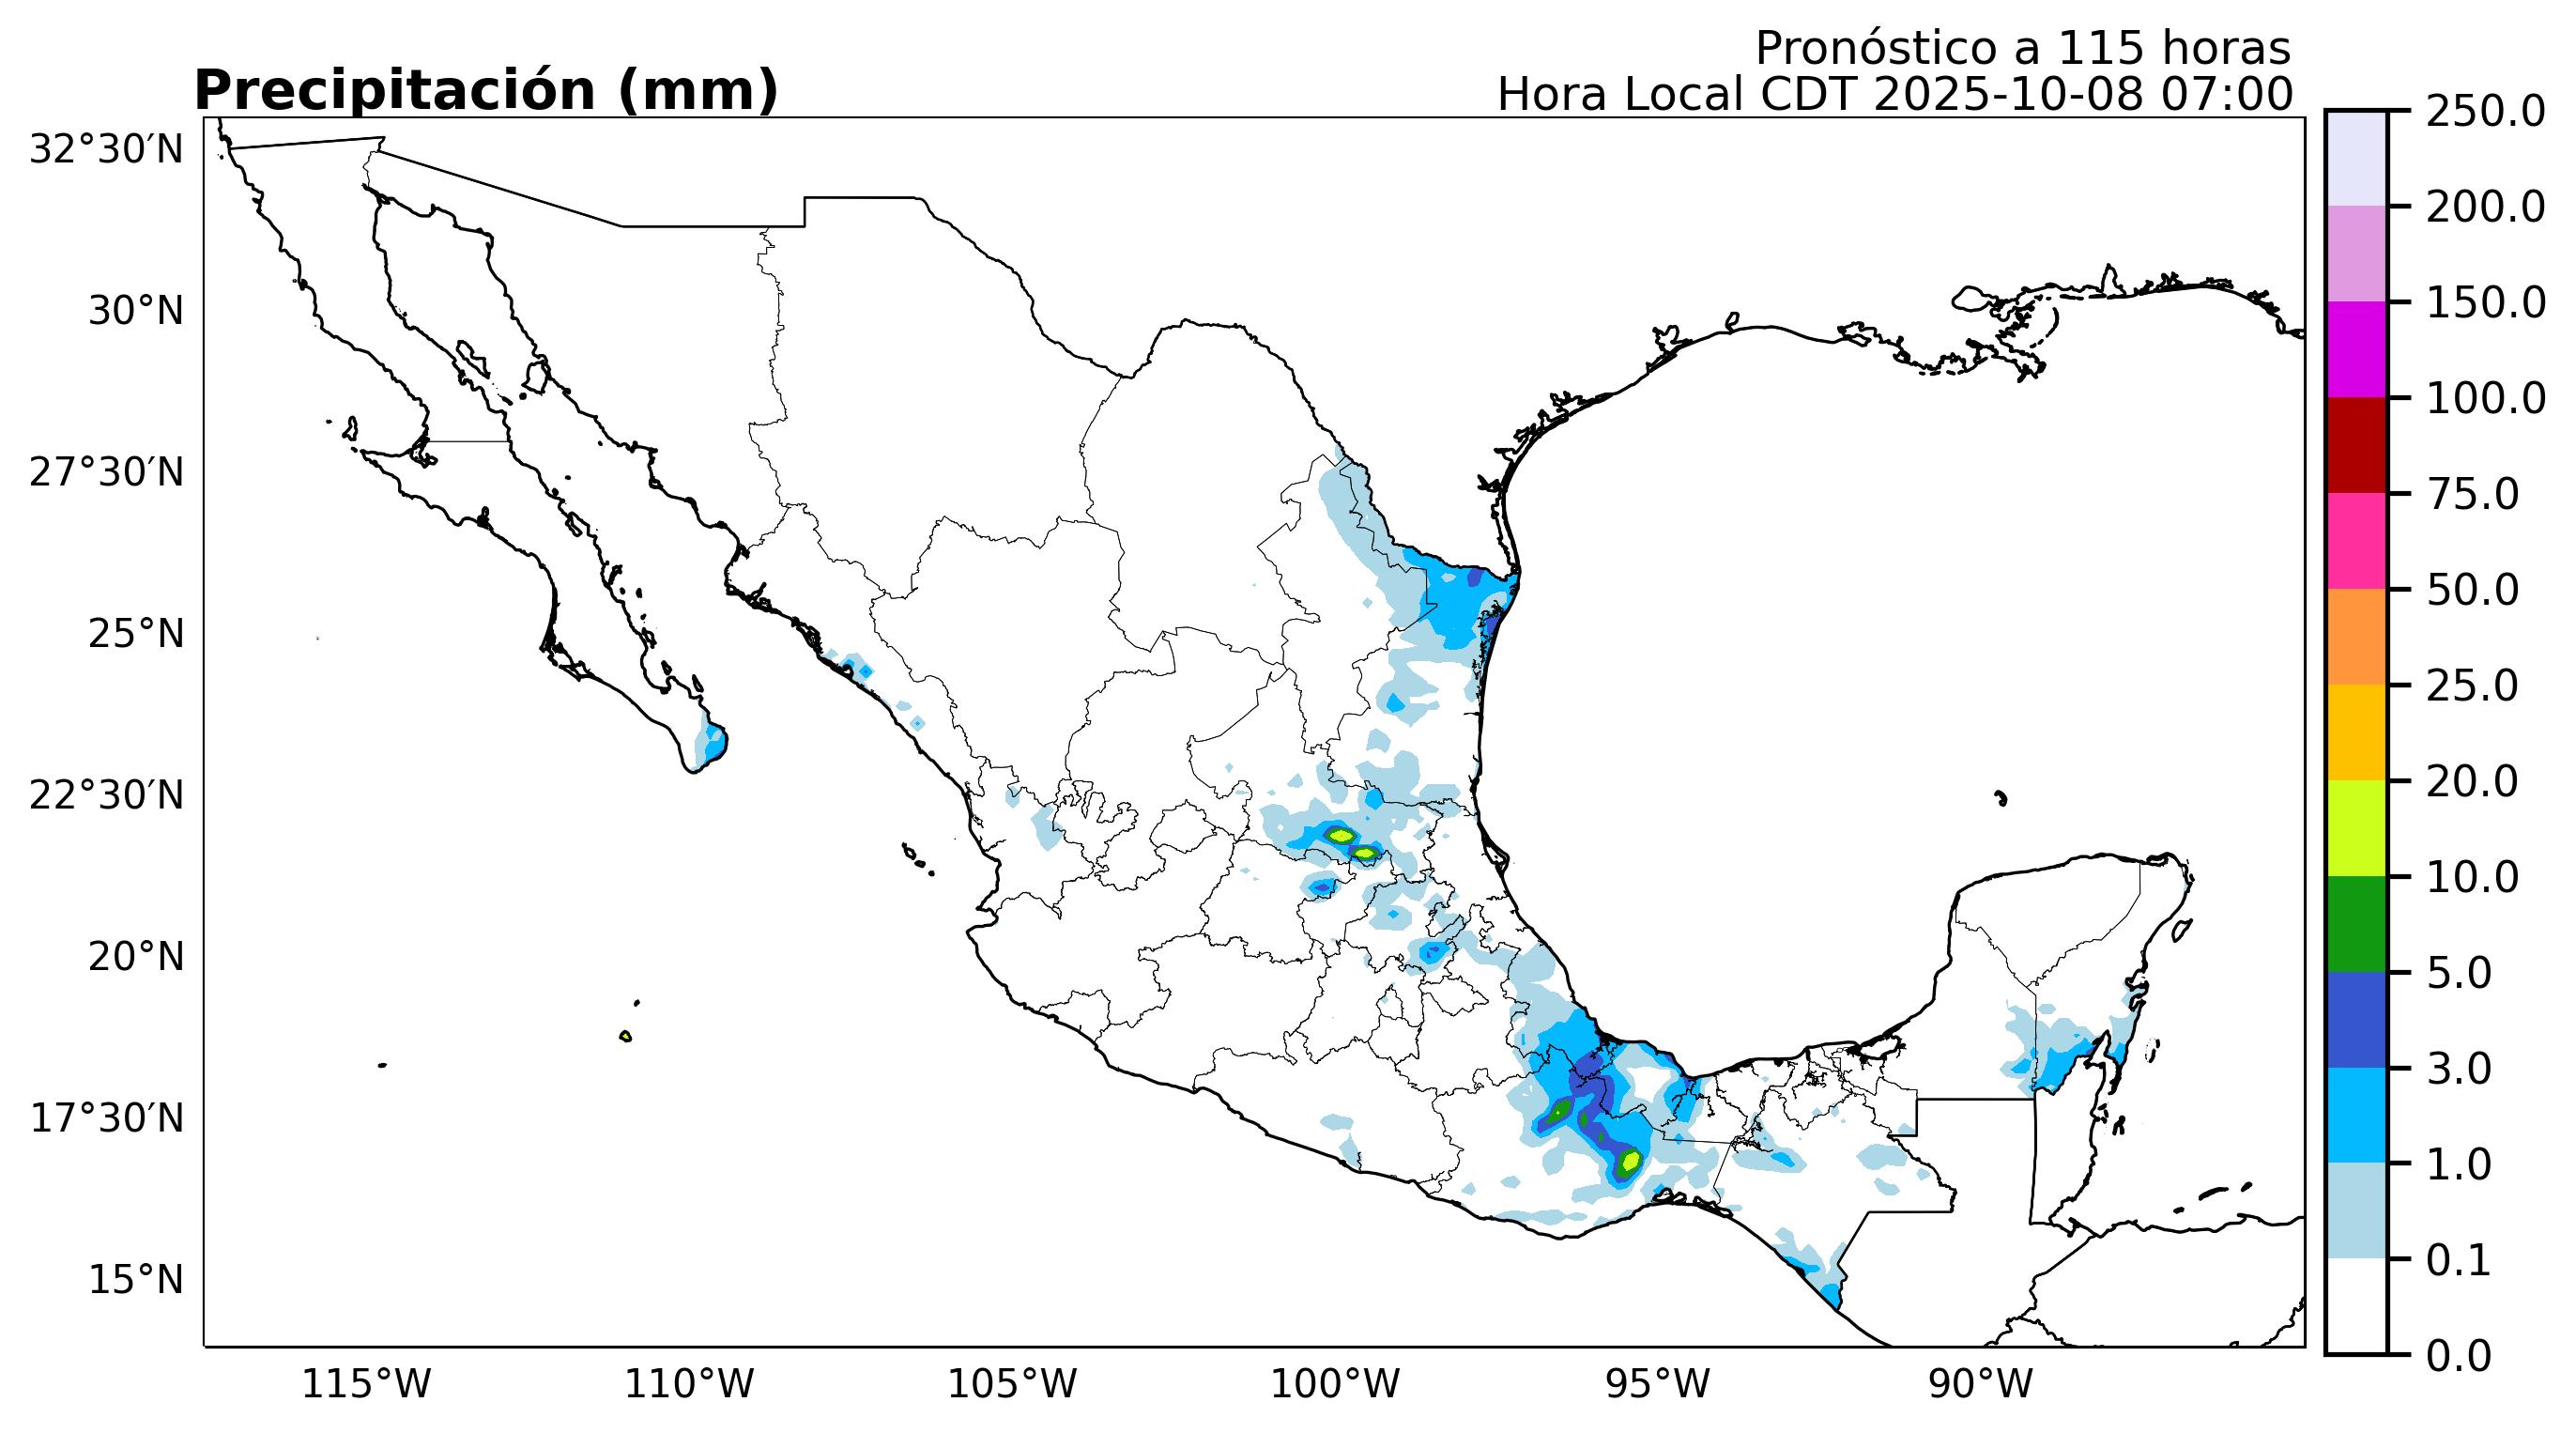 Pronóstico a 115 horas
Precipitación (mm)
Hora Local CDT 2025-10-08 07:00
32°30′N
30°N
27°30′N
25°N
22°30′N
20°N
17°30′N
15°N
115°W
110°W
105°W
100°W
95°W
90°W
250.0
200.0
150.0
100.0
75.0
50.0
25.0
20.0
10.0
5.0
3.0
1.0
0.1
0.0